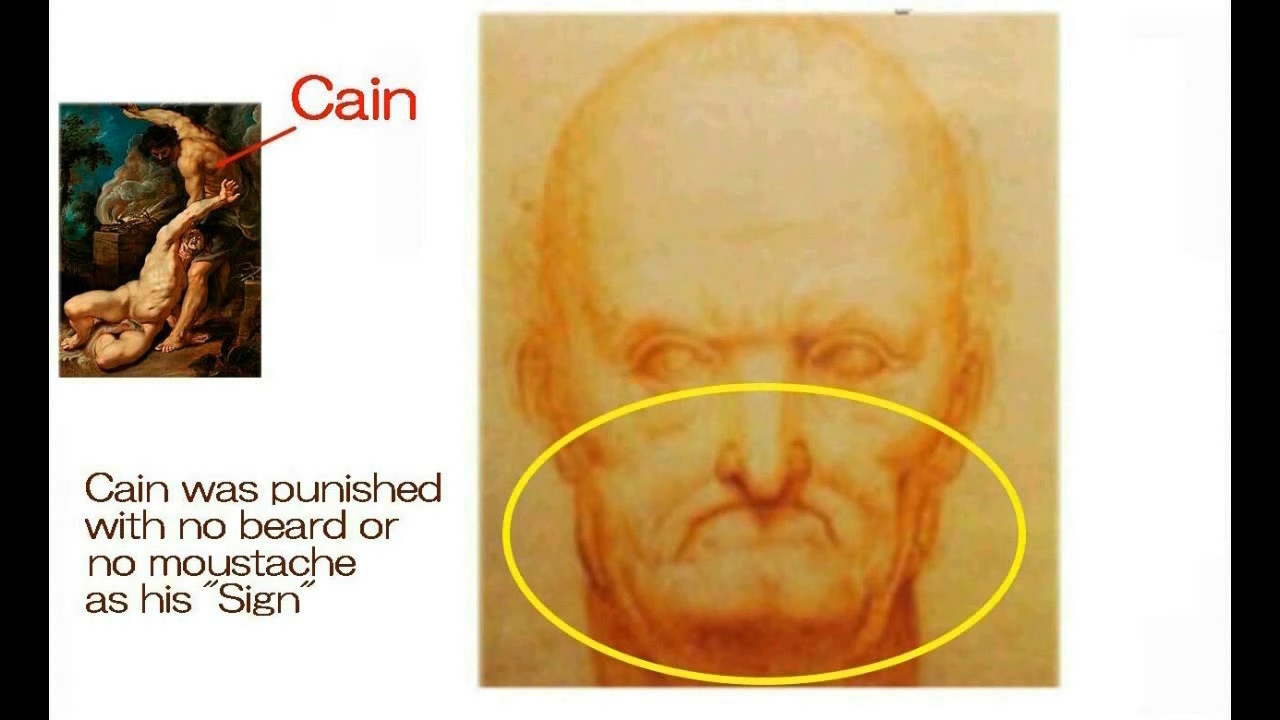 Cain
Cain was punished
with no beard or
no moustache
as his "Sign"